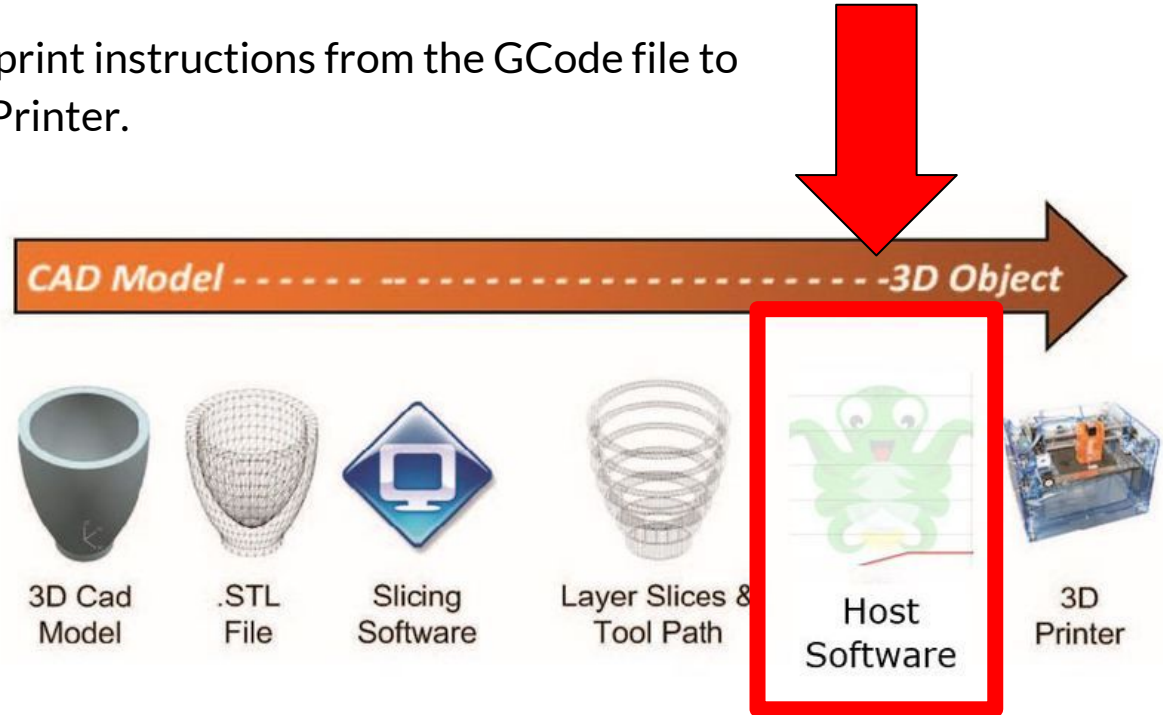 print instructions from the GCode file to
Printer.
CAD Model - - - - - - -- - - - - - - - - - - - - - - - - - - - - - -3D Object
3D Cad
Model
.STL
File
Slicing
Software
Layer Slices &
Tool Path
Host
Software
3D
Printer